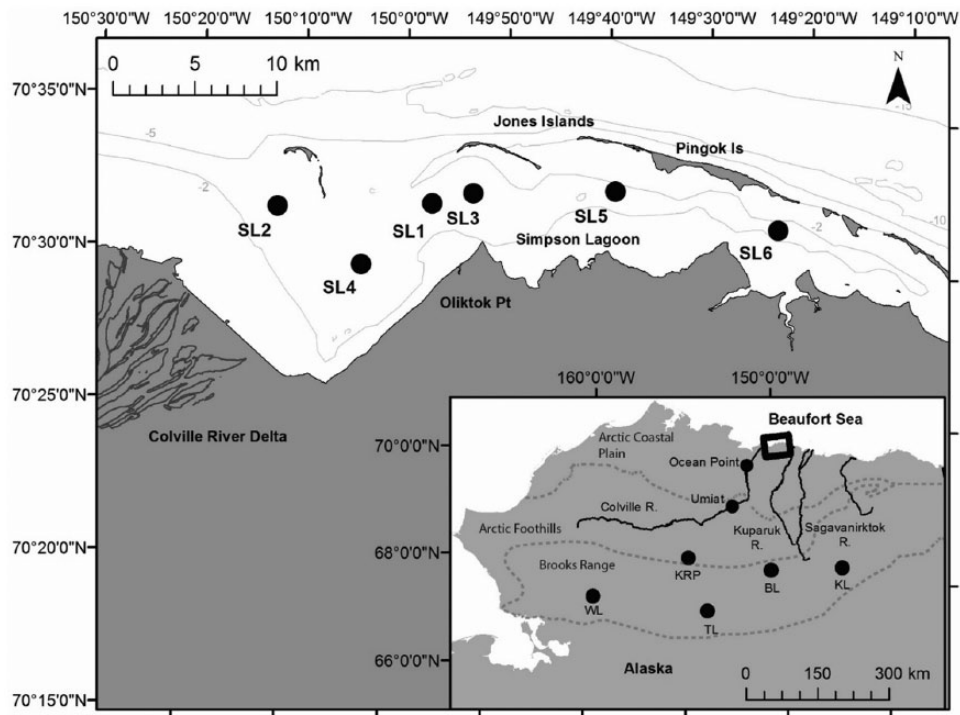 150°20'0"W 150°10'0"W 150°0'0"W 149°50'0"W 149°40'0"W 149°30'0"W 149°20'0"W 149°10'0"W
0 5 10 km
N
70°35'0"N
-5
-10
Jones Islands
Pingok Is
-2
SL2
SL1
SL3
SL5
-2
-10
70°30'0"N
Simpson Lagoon
SL6
SL4
Oliktok Pt
70°25'0"N
160°0'0"W 150°0'0"W
Colville River Delta
Beaufort Sea
70°0'0"N
Arctic Coastal
Plain
Ocean Point
Umiat
Colville R.
Kuparuk
R.
Sagavanirktok
R.
Arctic Foothills
70°20'0"N
68°0'0"N
Brooks Range
KRP
BL
KL
WL
TL
66°0'0"N
Alaska
0 150 300 km
70°15'0"N